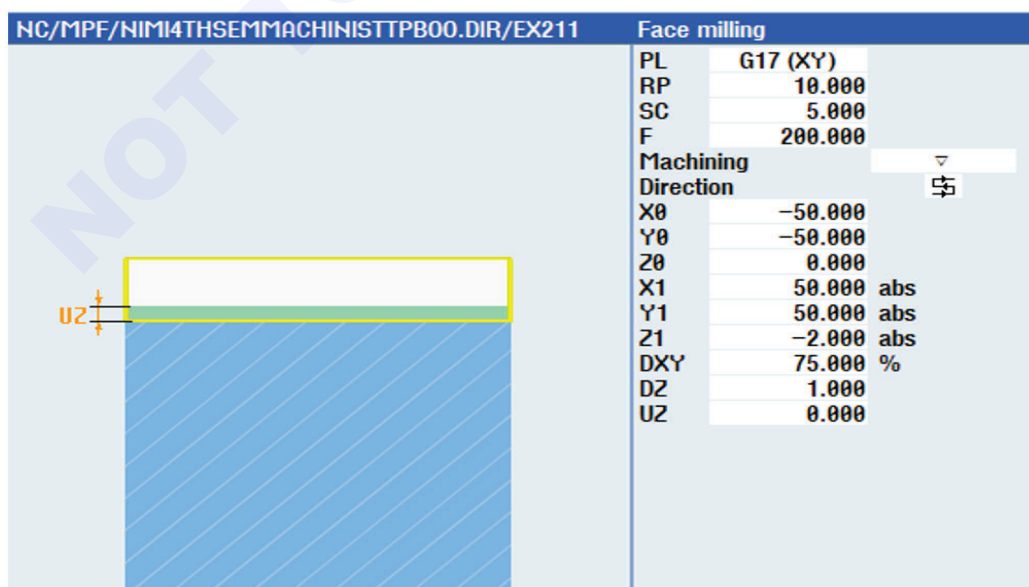 NC/MPF/NIMI4THSEMMACHINISTTPB00.DIR/EX211
Face milling
PL G17 (XY)
RP 10.000
SC 5.000
F 200.000
Machining ▽
Direction
X0 -50.000
Y0 -50.000
Z0 0.000
X1 50.000 abs
Y1 50.000 abs
Z1 -2.000 abs
DXY 75.000 %
DZ 1.000
UZ 0.000
UZ
NOT